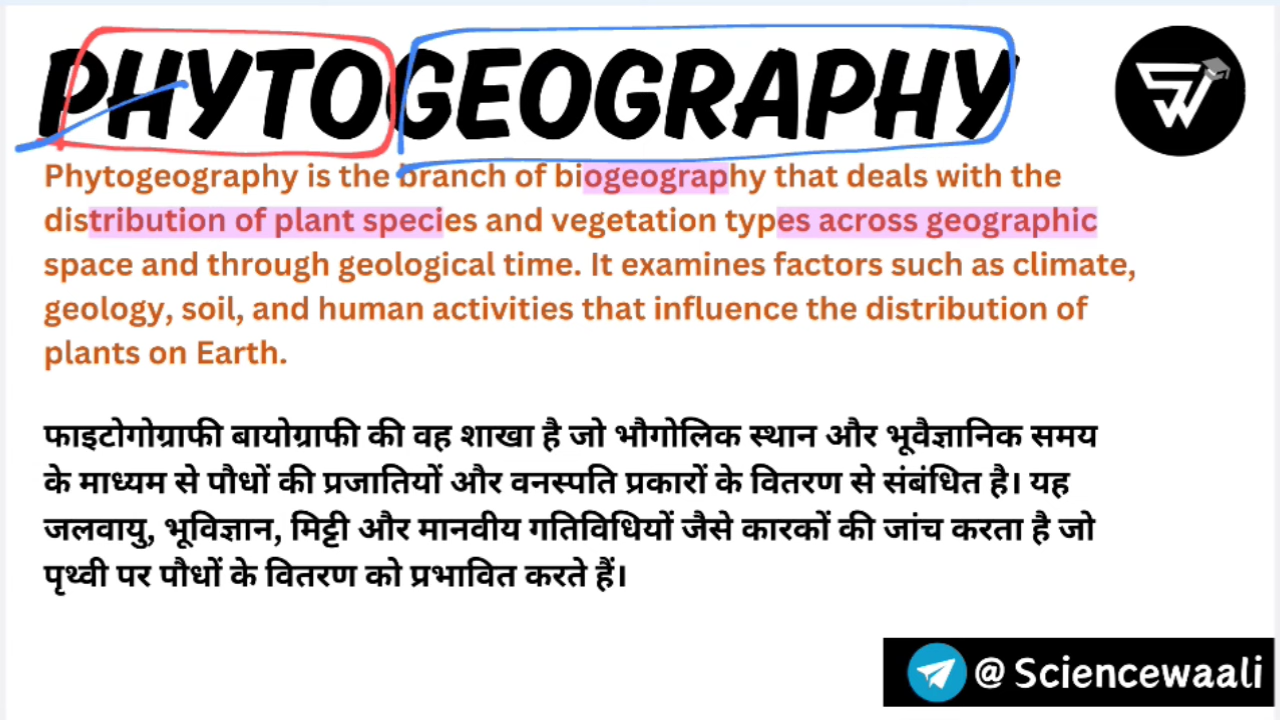 PHYTOGEOGRAPHY
SW
Phytogeography is the branch of biogeography that deals with the
distribution of plant species and vegetation types across geographic
space and through geological time. It examines factors such as climate,
geology, soil, and human activities that influence the distribution of
plants on Earth.
फाइटोगोग्राफी बायोग्राफी की वह शाखा है जो भौगोलिक स्थान और भूवैज्ञानिक समय
के माध्यम से पौधों की प्रजातियों और वनस्पति प्रकारों के वितरण से संबंधित है। यह
जलवायु, भूविज्ञान, मिट्टी और मानवीय गतिविधियों जैसे कारकों की जांच करता है जो
पृथ्वी पर पौधों के वितरण को प्रभावित करते हैं।
@ Sciencewaali